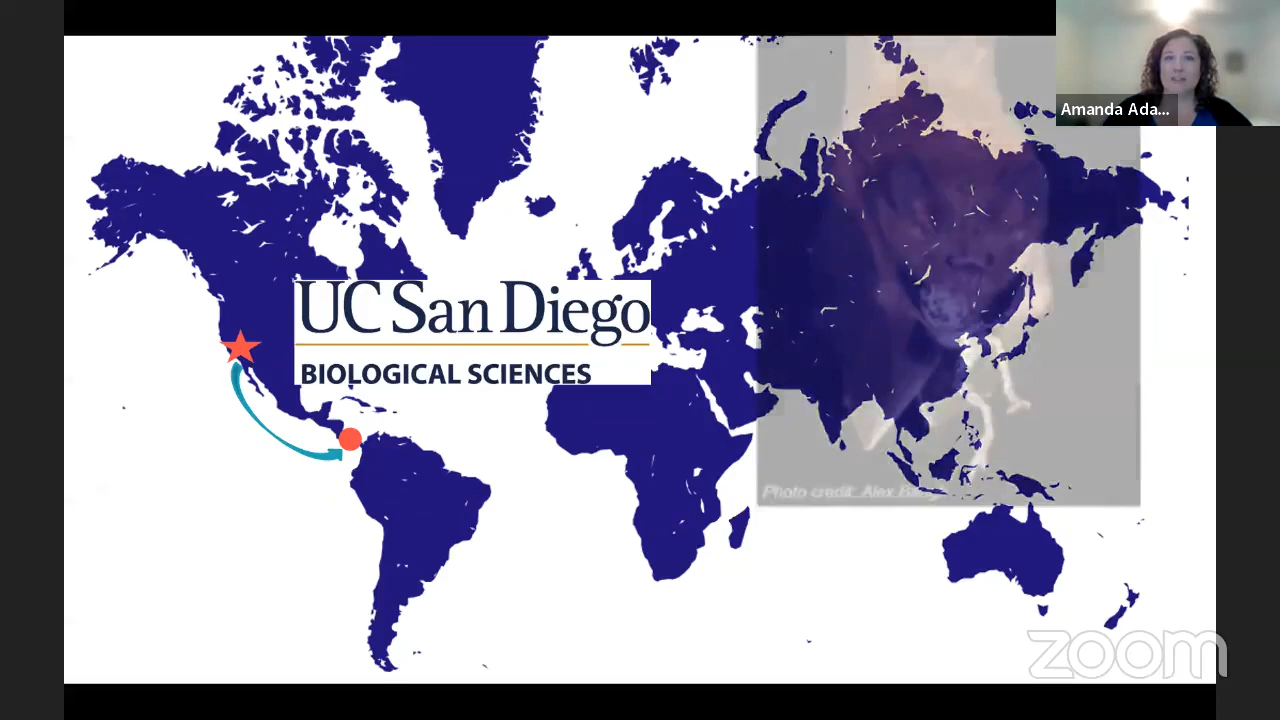 Amanda Ada...
UC San Diego
BIOLOGICAL SCIENCES
Photo credit: Alex
zoom